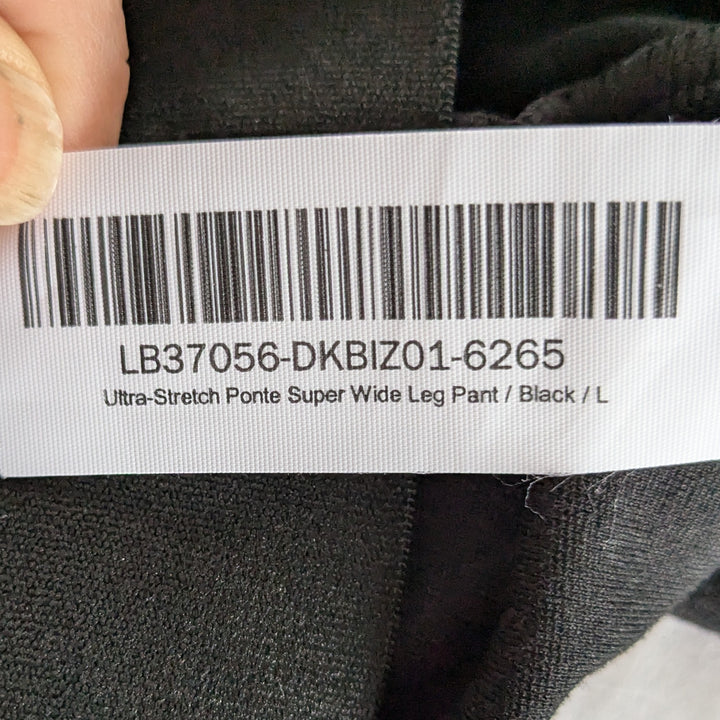 LB37056-DKBIZ01-6265
Ultra-Stretch Ponte Super Wide Leg Pant / Black / L